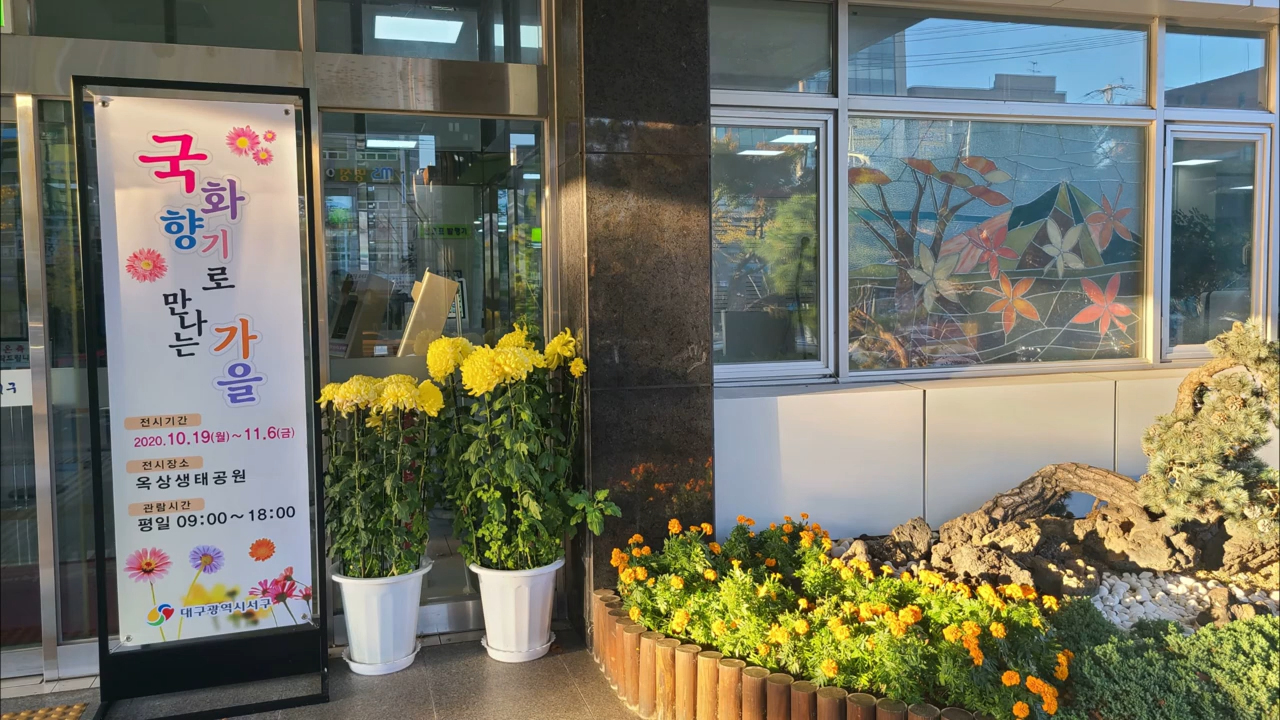 국화
향기로
만나는
가을
전시기간
2020.10.19(월)~11.6(금)
전시장소
옥상생태공원
관람시간
평일 09:00~18:00
대구광역시서구